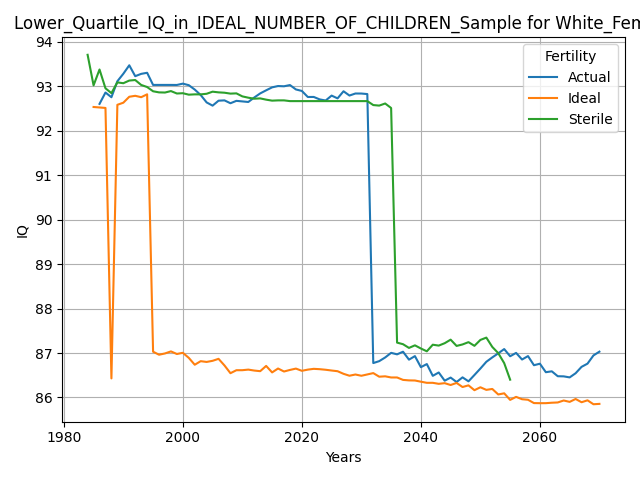 Lower_Quartile_IQ_in_IDEAL_NUMBER_OF_CHILDREN_Sample for White_Fem
94
93
92
91
90
89
88
87
86
IQ
Fertility
Actual
Ideal
Sterile
1980 2000 2020 2040 2060
Years